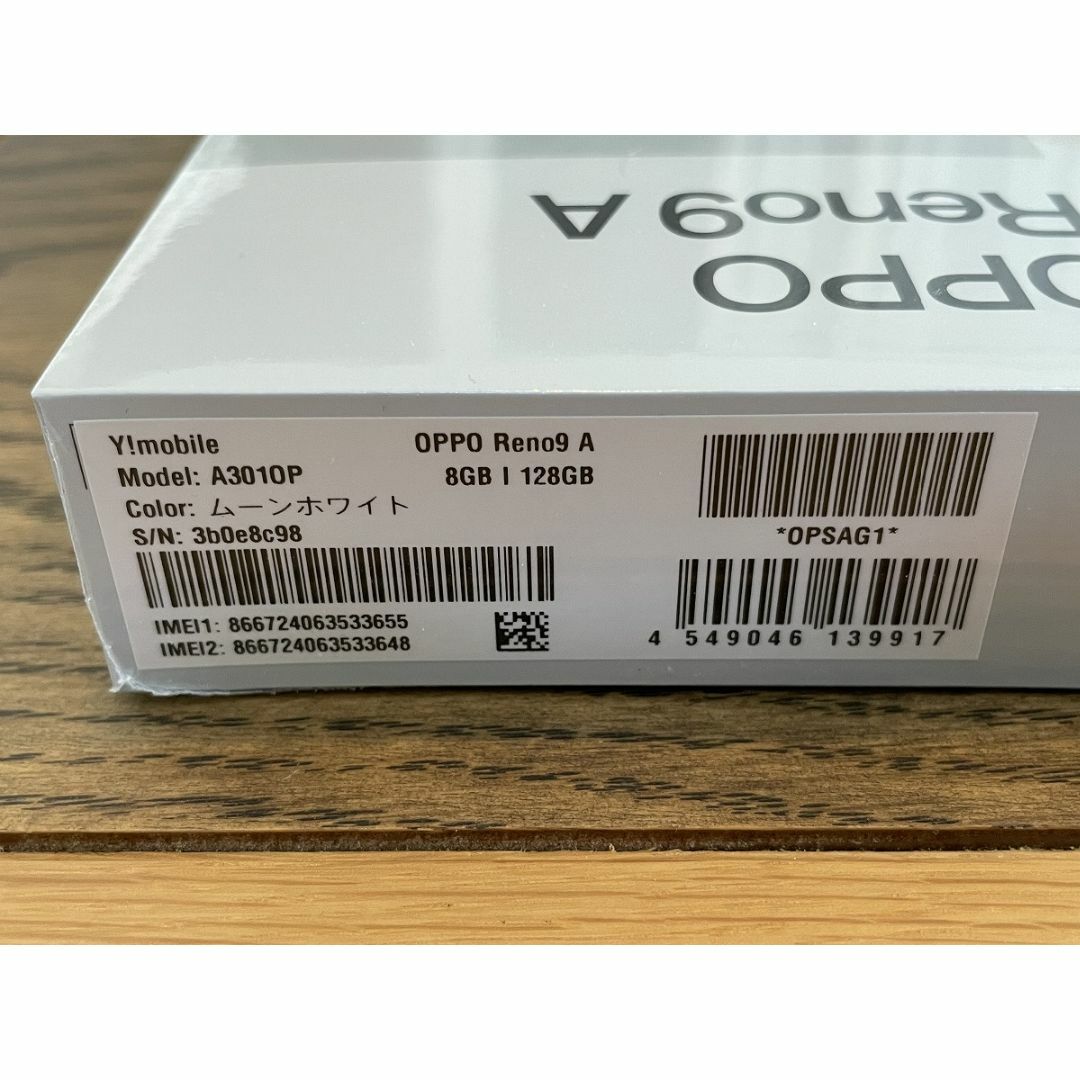 OPPO
Reno9 A
Y!mobile
OPPO Reno9 A
Model: A301OP
8GB | 128GB
Color: ムーンホワイト
S/N: 3b0e8c98
IMEI1: 866724063533655
IMEI2: 866724063533648
*OPSAG1*
4 549046 139917